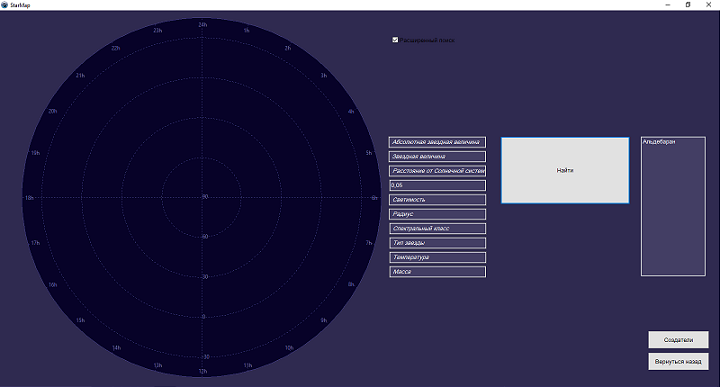 StarMap
24h
23h
1h
22h
2h
21h
3h
20h
4h
19h
5h
18h
6h
17h
7h
16h
8h
15h
9h
14h
10h
13h
11h
12h
90
60
30
0
-30
Расширенный поиск
Абсолютная звездная величина
Звездная величина
Расстояние от Солнечной систем
0,05
Светимость
Радиус
Спектральный класс
Тип звезды
Температура
Масса
Найти
Альдебаран
Создатели
Вернуться назад